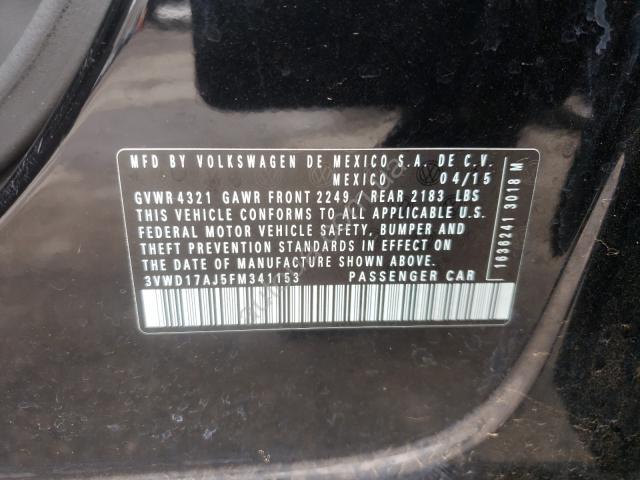 MFD BY VOLKSWAGEN DE MEXICO S.A. DE C.V.
MEXICO 04/15
GVWR 4321 GAWR FRONT 2249 / REAR 2183 LBS
THIS VEHICLE CONFORMS TO ALL APPLICABLE U.S.
FEDERAL MOTOR VEHICLE SAFETY, BUMPER AND
THEFT PREVENTION STANDARDS IN EFFECT ON
THE DATE OF MANUFACTURE SHOWN ABOVE.
3VWD17AJ5FM341153 PASSENGER CAR
1636241 3018 M